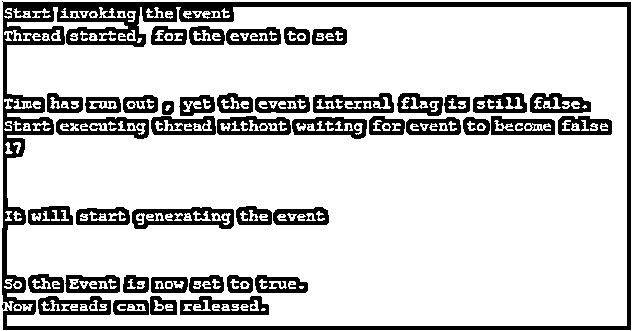 Start invoking the event
Thread started, for the event to set
Time has run out , yet the event internal flag is still false.
Start executing thread without waiting for event to become false
17
It will start generating the event
So the Event is now set to true.
Now threads can be released.